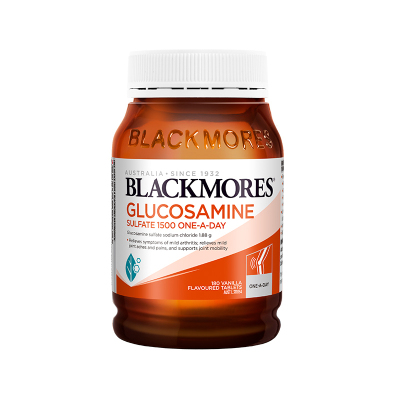 BLACKMORES
AUSTRALIA • SINCE 1932
BLACKMORES®
GLUCOSAMINE
SULFATE 1500 ONE-A-DAY
Glucosamine sulfate sodium chloride 1.88 g
• Relieves symptoms of mild arthritis, relieves mild
joint aches and pains, and supports joint mobility
ONE-A-DAY
180 VANILLA
FLAVOURED TABLETS